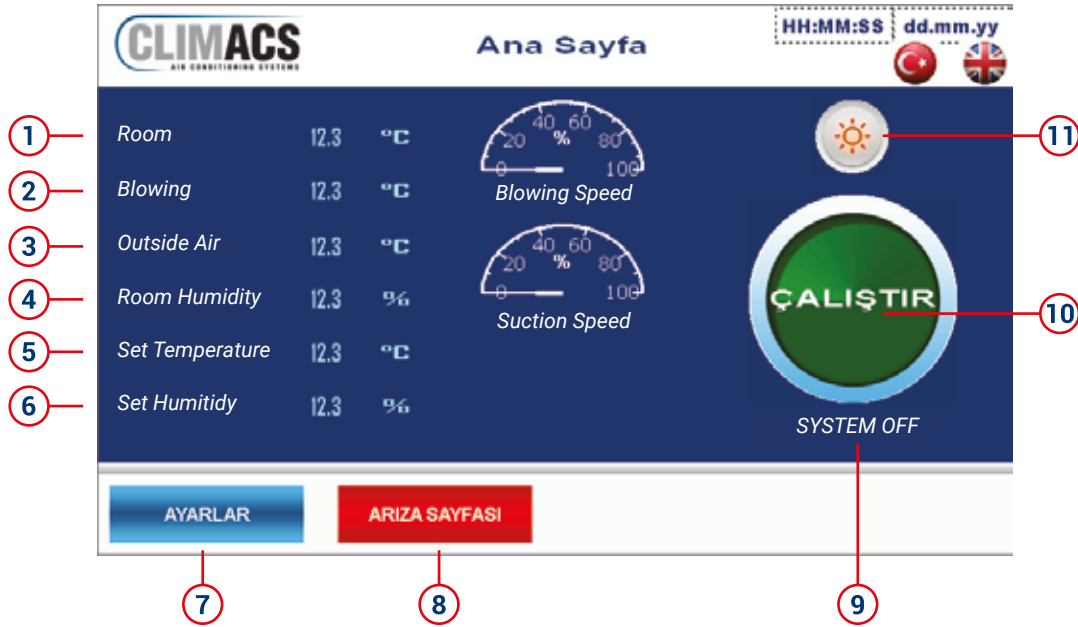 CLIMACS
AIR CONDITIONING SYSTEMS
Ana Sayfa
HH:MM:SS dd.mm.yy
1 Room 12.3 °C
2 Blowing 12.3 °C
3 Outside Air 12.3 °C
4 Room Humidity 12.3 %
5 Set Temperature 12.3 °C
6 Set Humitidy 12.3 %
0 20 40 60 80 100
%
Blowing Speed
0 20 40 60 80 100
%
Suction Speed
11
ÇALIŞTIR 10
SYSTEM OFF
AYARLAR ARIZA SAYFASI
7 8 9